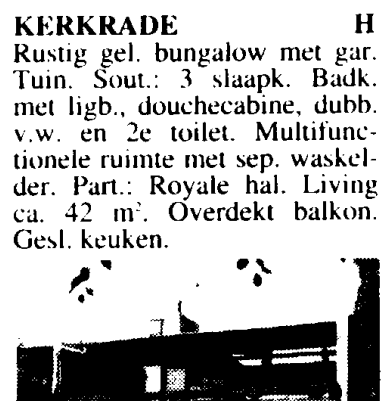 KERKRADE H
Rustig gel. bungalow met gar.
Tuin. Sout.: 3 slaapk. Badk.
met ligb., douchecabine, dubb.
v.w. en 2e toilet. Multifunc-
tionele ruimte met sep. waskel-
der. Part.: Royale hal. Living
ca. 42 m². Overdekt balkon.
Gesl. keuken.